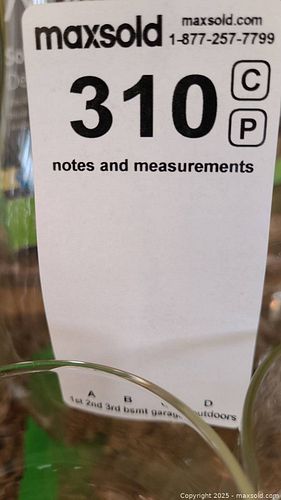 maxsold
maxsold.com
1-877-257-7799
310
C
P
notes and measurements
A B D
1st 2nd 3rd bsmt garage outdoors
Copyright 2025 - maxsold.com